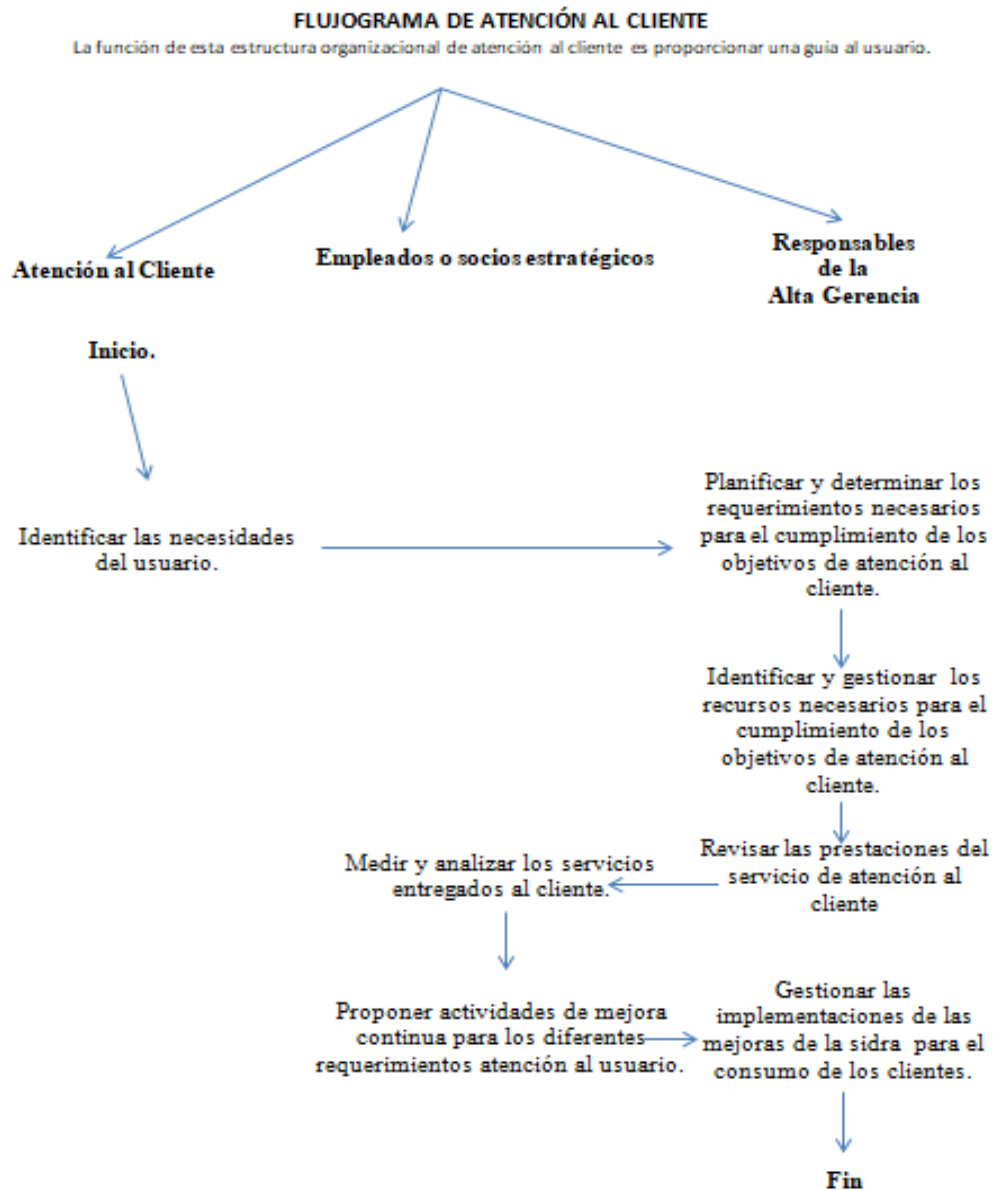 FLUJOGRAMA DE ATENCIÓN AL CLIENTE
La función de esta estructura organizacional de atención al cliente es proporcionar una guía al usuario.
Atención al Cliente
Empleados o socios estratégicos
Responsables
de la
Alta Gerencia
Inicio.
Identificar las necesidades
del usuario.
Planificar y determinar los
requerimientos necesarios
para el cumplimiento de los
objetivos de atención al
cliente.
Identificar y gestionar los
recursos necesarios para el
cumplimiento de los
objetivos de atención al
cliente.
Revisar las prestaciones del
servicio de atención al
cliente
Medir y analizar los servicios
entregados al cliente.
Proponer actividades de mejora
continua para los diferentes
requerimientos atención al usuario.
Gestionar las
implementaciones de las
mejoras de la sidra para el
consumo de los clientes.
Fin